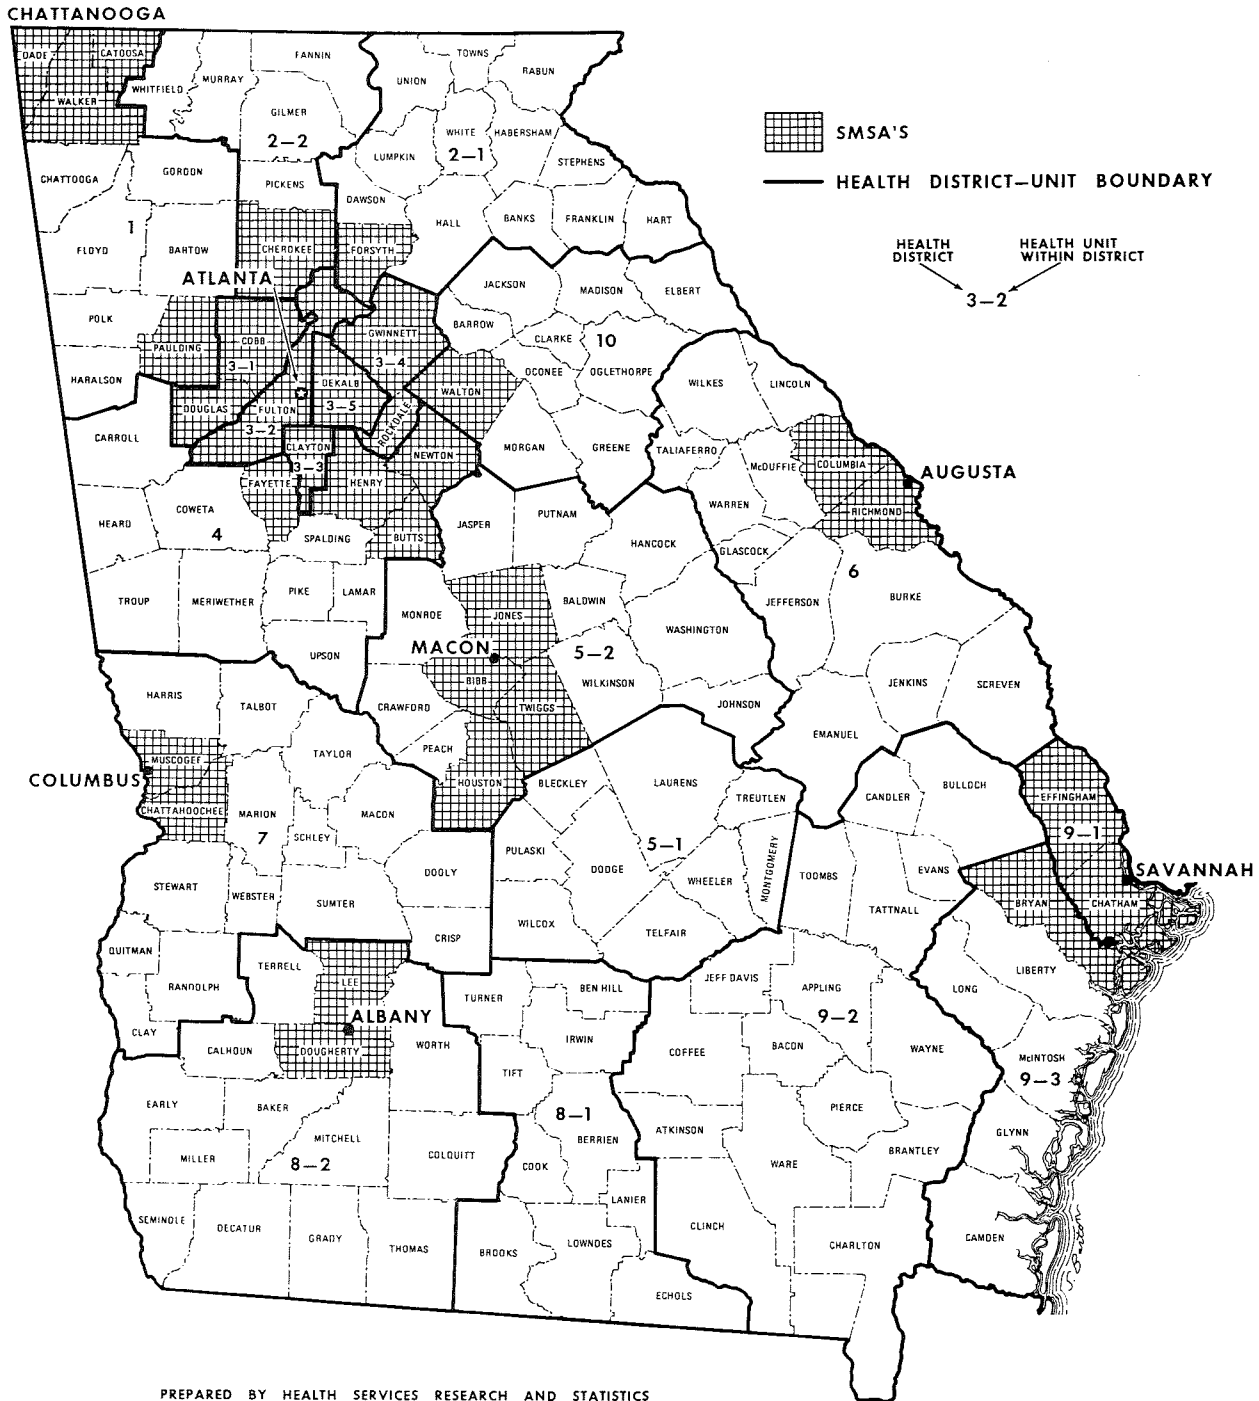 CHATTANOOGA
DADE
CATOOSA
WALKER
WHITFIELD
MURRAY
FANNIN
GILMER
2-2
UNION
TOWNS
RABUN
WHITE
2-1
HABERSHAM
LUMPKIN
STEPHENS
CHATTOOGA
GORDON
PICKENS
DAWSON
HALL
BANKS
FRANKLIN
HART
1
FLOYD
BARTOW
CHEROKEE
FORSYTH
ATLANTA
SMSA'S
HEALTH DISTRICT-UNIT BOUNDARY
HEALTH
DISTRICT
HEALTH UNIT
WITHIN DISTRICT
3-2
JACKSON
MADISON
ELBERT
POLK
PAULDING
COBB
3-1
GWINNETT
3-4
BARROW
CLARKE
10
OCONEE
OGLETHORPE
HARALSON
DOUGLAS
FULTON
3-2
DEKALB
3-5
ROCKDALE
WALTON
WILKES
LINCOLN
CARROLL
CLAYTON
3-3
FAYETTE
HENRY
NEWTON
MORGAN
GREENE
TALIAFERRO
McDUFFIE
COLUMBIA
AUGUSTA
RICHMOND
WARREN
HEARD
COWETA
4
SPALDING
BUTTS
JASPER
PUTNAM
HANCOCK
GLASCOCK
6
TROUP
MERIWETHER
PIKE
LAMAR
MONROE
JONES
BALDWIN
JEFFERSON
BURKE
UPSON
MACON
BIBB
5-2
WASHINGTON
WILKINSON
JENKINS
SCREVEN
HARRIS
TALBOT
CRAWFORD
TWIGGS
JOHNSON
EMANUEL
TAYLOR
PEACH
HOUSTON
MUSCOGEE
COLUMBUS
CHATTAHOOCHEE
MARION
7
SCHLEY
MACON
BLECKLEY
LAURENS
TREUTLEN
CANDLER
BULLOCH
EFFINGHAM
9-1
PULASKI
DODGE
5-1
WHEELER
MONTGOMERY
TOOMBS
EVANS
SAVANNAH
BRYAN
CHATHAM
DOOLY
STEWART
WEBSTER
SUMTER
WILCOX
TELFAIR
TATTNALL
CRISP
QUITMAN
TERRELL
LEE
RANDOLPH
TURNER
BEN HILL
JEFF DAVIS
APPLING
9-2
LONG
LIBERTY
CLAY
ALBANY
CALHOUN
DOUGHERTY
WORTH
IRWIN
TIFT
COFFEE
BACON
WAYNE
McINTOSH
9-3
EARLY
BAKER
MITCHELL
8-2
8-1
BERRIEN
ATKINSON
PIERCE
BRANTLEY
GLYNN
MILLER
COLQUITT
COOK
WARE
LANIER
SEMINOLE
DECATUR
GRADY
THOMAS
BROOKS
LOWNDES
CLINCH
CHARLTON
CAMDEN
ECHOLS
PREPARED BY HEALTH SERVICES RESEARCH AND STATISTICS